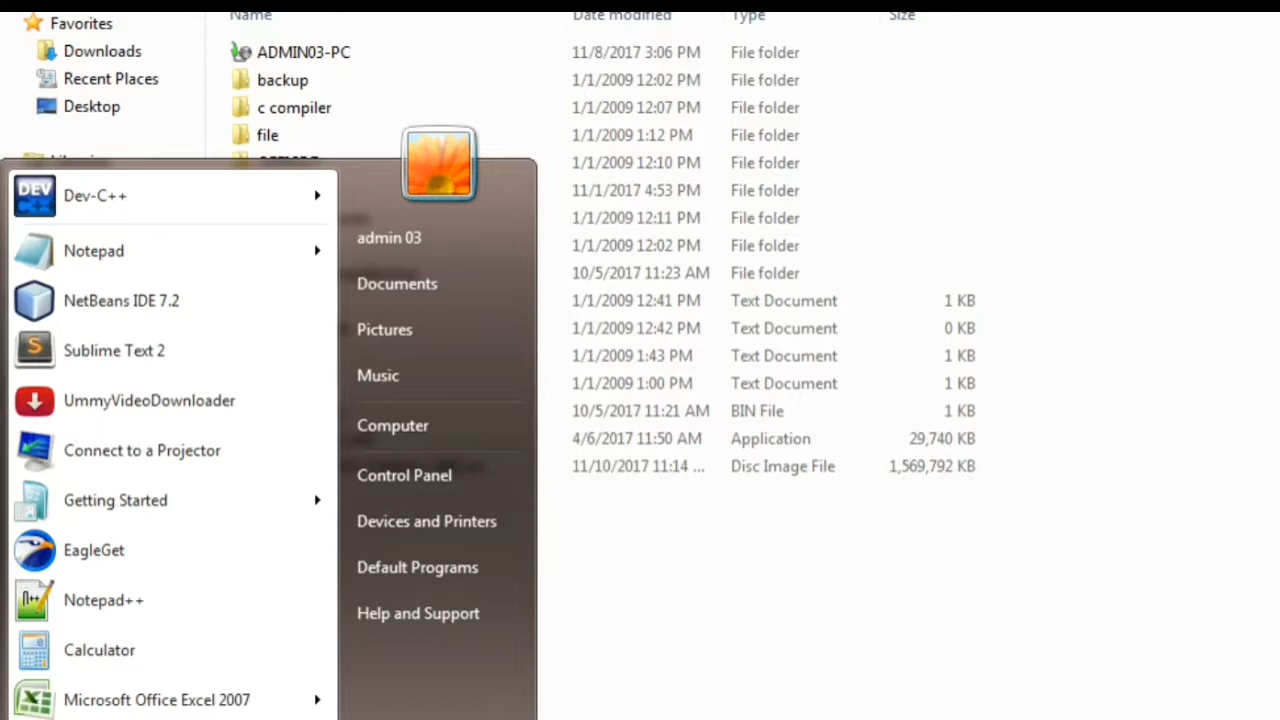 Favorites
Downloads
Recent Places
Desktop
Name Date modified Type Size
ADMIN03-PC 11/8/2017 3:06 PM File folder
backup 1/1/2009 12:02 PM File folder
c compiler 1/1/2009 12:07 PM File folder
file 1/1/2009 1:12 PM File folder
1/1/2009 12:10 PM File folder
11/1/2017 4:53 PM File folder
1/1/2009 12:11 PM File folder
1/1/2009 12:02 PM File folder
10/5/2017 11:23 AM File folder
1/1/2009 12:41 PM Text Document 1 KB
1/1/2009 12:42 PM Text Document 0 KB
1/1/2009 1:43 PM Text Document 1 KB
1/1/2009 1:00 PM Text Document 1 KB
10/5/2017 11:21 AM BIN File 1 KB
4/6/2017 11:50 AM Application 29,740 KB
11/10/2017 11:14 ... Disc Image File 1,569,792 KB
DEV C++
Dev-C++
Notepad
NetBeans IDE 7.2
Sublime Text 2
UmmyVideoDownloader
Connect to a Projector
Getting Started
EagleGet
Notepad++
Calculator
Microsoft Office Excel 2007
admin 03
Documents
Pictures
Music
Computer
Control Panel
Devices and Printers
Default Programs
Help and Support